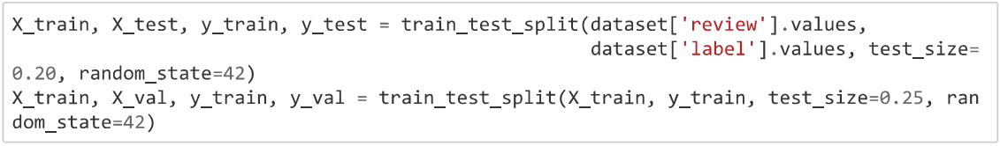 X_train, X_test, y_train, y_test = train_test_split(dataset['review'].values,
                                                    dataset['label'].values, test_size=
0.20, random_state=42)
X_train, X_val, y_train, y_val = train_test_split(X_train, y_train, test_size=0.25, ran
dom_state=42)